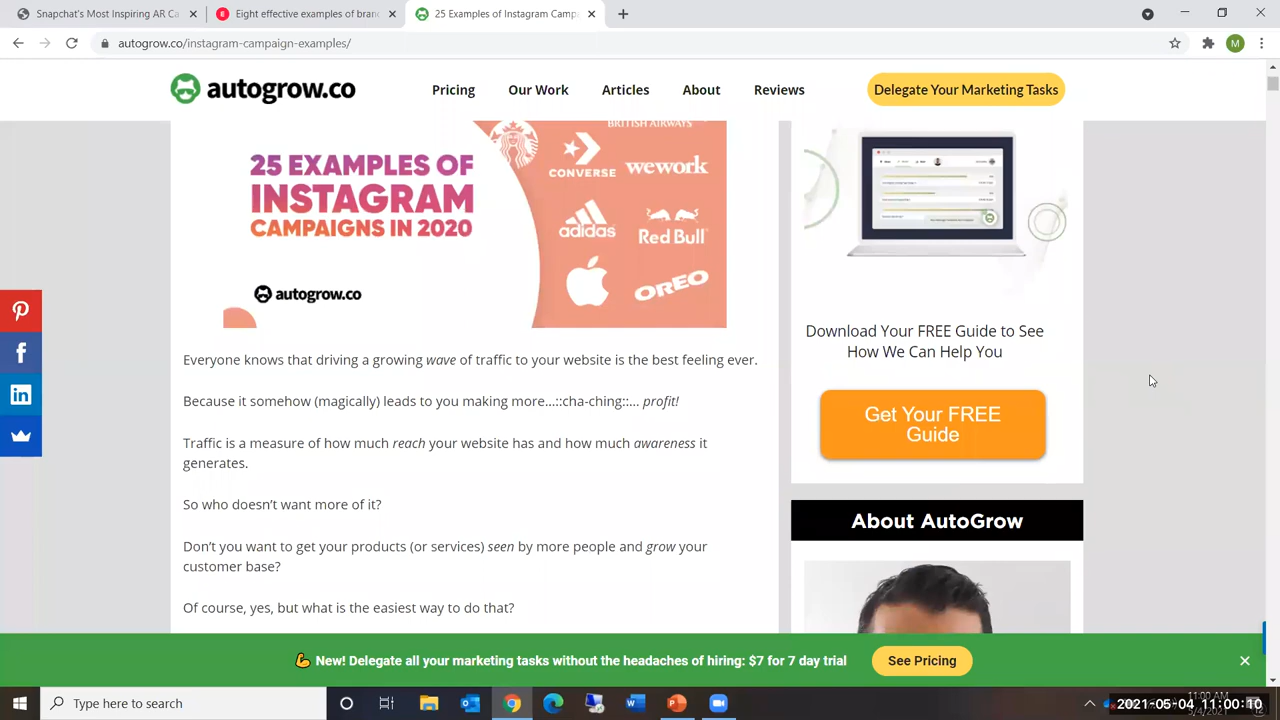 Snapchat's Most Inspiring AR Ca
Eight effective examples of bran
25 Examples of Instagram Camp
autogrow.co/instagram-campaign-examples/
M
autogrow.co
Pricing
Our Work
Articles
About
Reviews
Delegate Your Marketing Tasks
BRITISH AIRWAYS
CONVERSE
wework
adidas
Red Bull
OREO
25 EXAMPLES OF
INSTAGRAM
CAMPAIGNS IN 2020
autogrow.co
Everyone knows that driving a growing wave of traffic to your website is the best feeling ever.
Because it somehow (magically) leads to you making more...::cha-ching::... profit!
Traffic is a measure of how much reach your website has and how much awareness it
generates.
So who doesn't want more of it?
Don't you want to get your products (or services) seen by more people and grow your
customer base?
Of course, yes, but what is the easiest way to do that?
Download Your FREE Guide to See
How We Can Help You
Get Your FREE
Guide
About AutoGrow
New! Delegate all your marketing tasks without the headaches of hiring: $7 for 7 day trial
See Pricing
Type here to search
11:00 AM
5/4/2021
2021-05-04 11:00:10